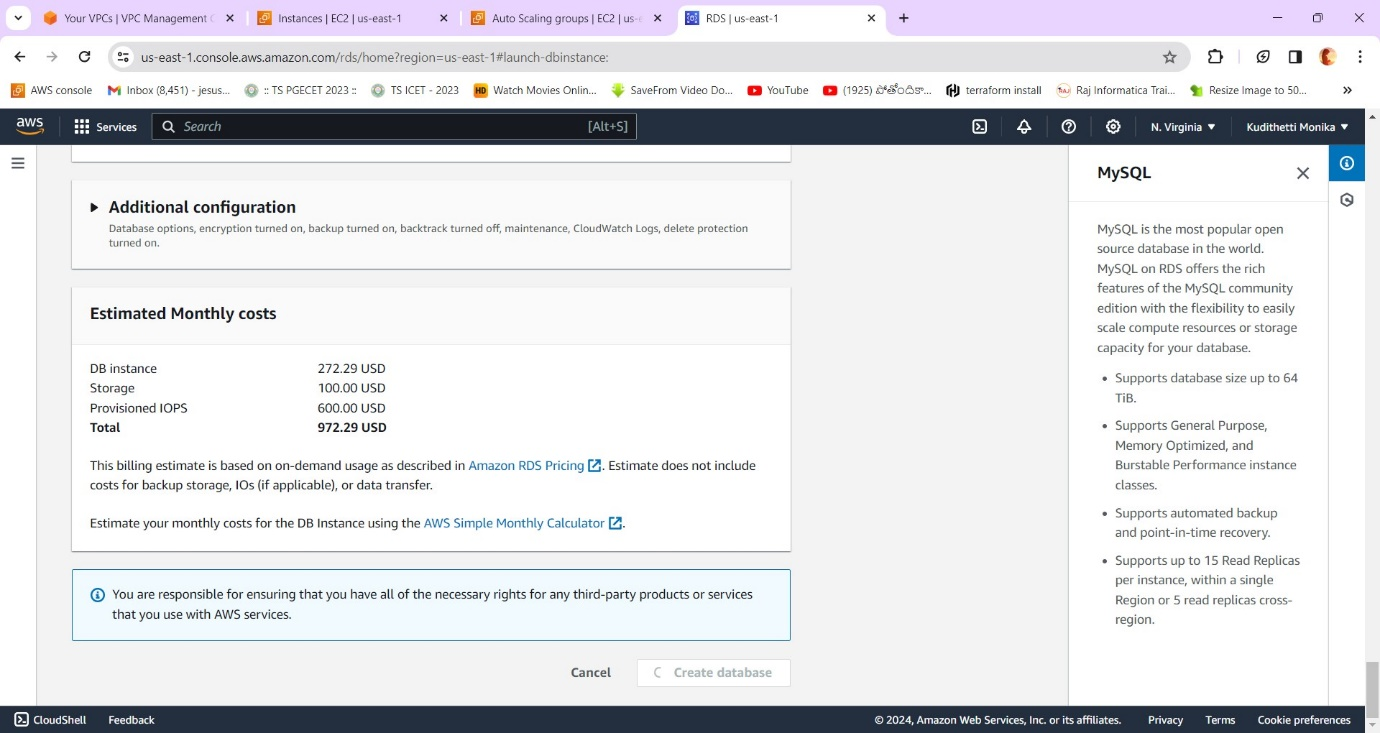 Your VPCs | VPC Management C
Instances | EC2 | us-east-1
Auto Scaling groups | EC2 | us-e
RDS | us-east-1
us-east-1.console.aws.amazon.com/rds/home?region=us-east-1#launch-dbinstance:
AWS console
Inbox (8,451) - jesus...
:: TS PGECET 2023 ::
TS ICET - 2023
HD Watch Movies Onlin...
SaveFrom Video Do...
YouTube
terraform install
Raj Informatica Trai...
Resize Image to 50...
aws
Services
Search
[Alt+S]
N. Virginia
Kudithetti Monika
Additional configuration
Database options, encryption turned on, backup turned on, backtrack turned off, maintenance, CloudWatch Logs, delete protection
turned on.
Estimated Monthly costs
DB instance 272.29 USD
Storage 100.00 USD
Provisioned IOPS 600.00 USD
Total 972.29 USD
This billing estimate is based on on-demand usage as described in Amazon RDS Pricing. Estimate does not include
costs for backup storage, IOs (if applicable), or data transfer.
Estimate your monthly costs for the DB Instance using the AWS Simple Monthly Calculator.
You are responsible for ensuring that you have all of the necessary rights for any third-party products or services
that you use with AWS services.
Cancel
Create database
MySQL
MySQL is the most popular open
source database in the world.
MySQL on RDS offers the rich
features of the MySQL community
edition with the flexibility to easily
scale compute resources or storage
capacity for your database.
• Supports database size up to 64
TiB.
• Supports General Purpose,
Memory Optimized, and
Burstable Performance instance
classes.
• Supports automated backup
and point-in-time recovery.
• Supports up to 15 Read Replicas
per instance, within a single
Region or 5 read replicas cross-
region.
CloudShell
Feedback
© 2024, Amazon Web Services, Inc. or its affiliates.
Privacy
Terms
Cookie preferences